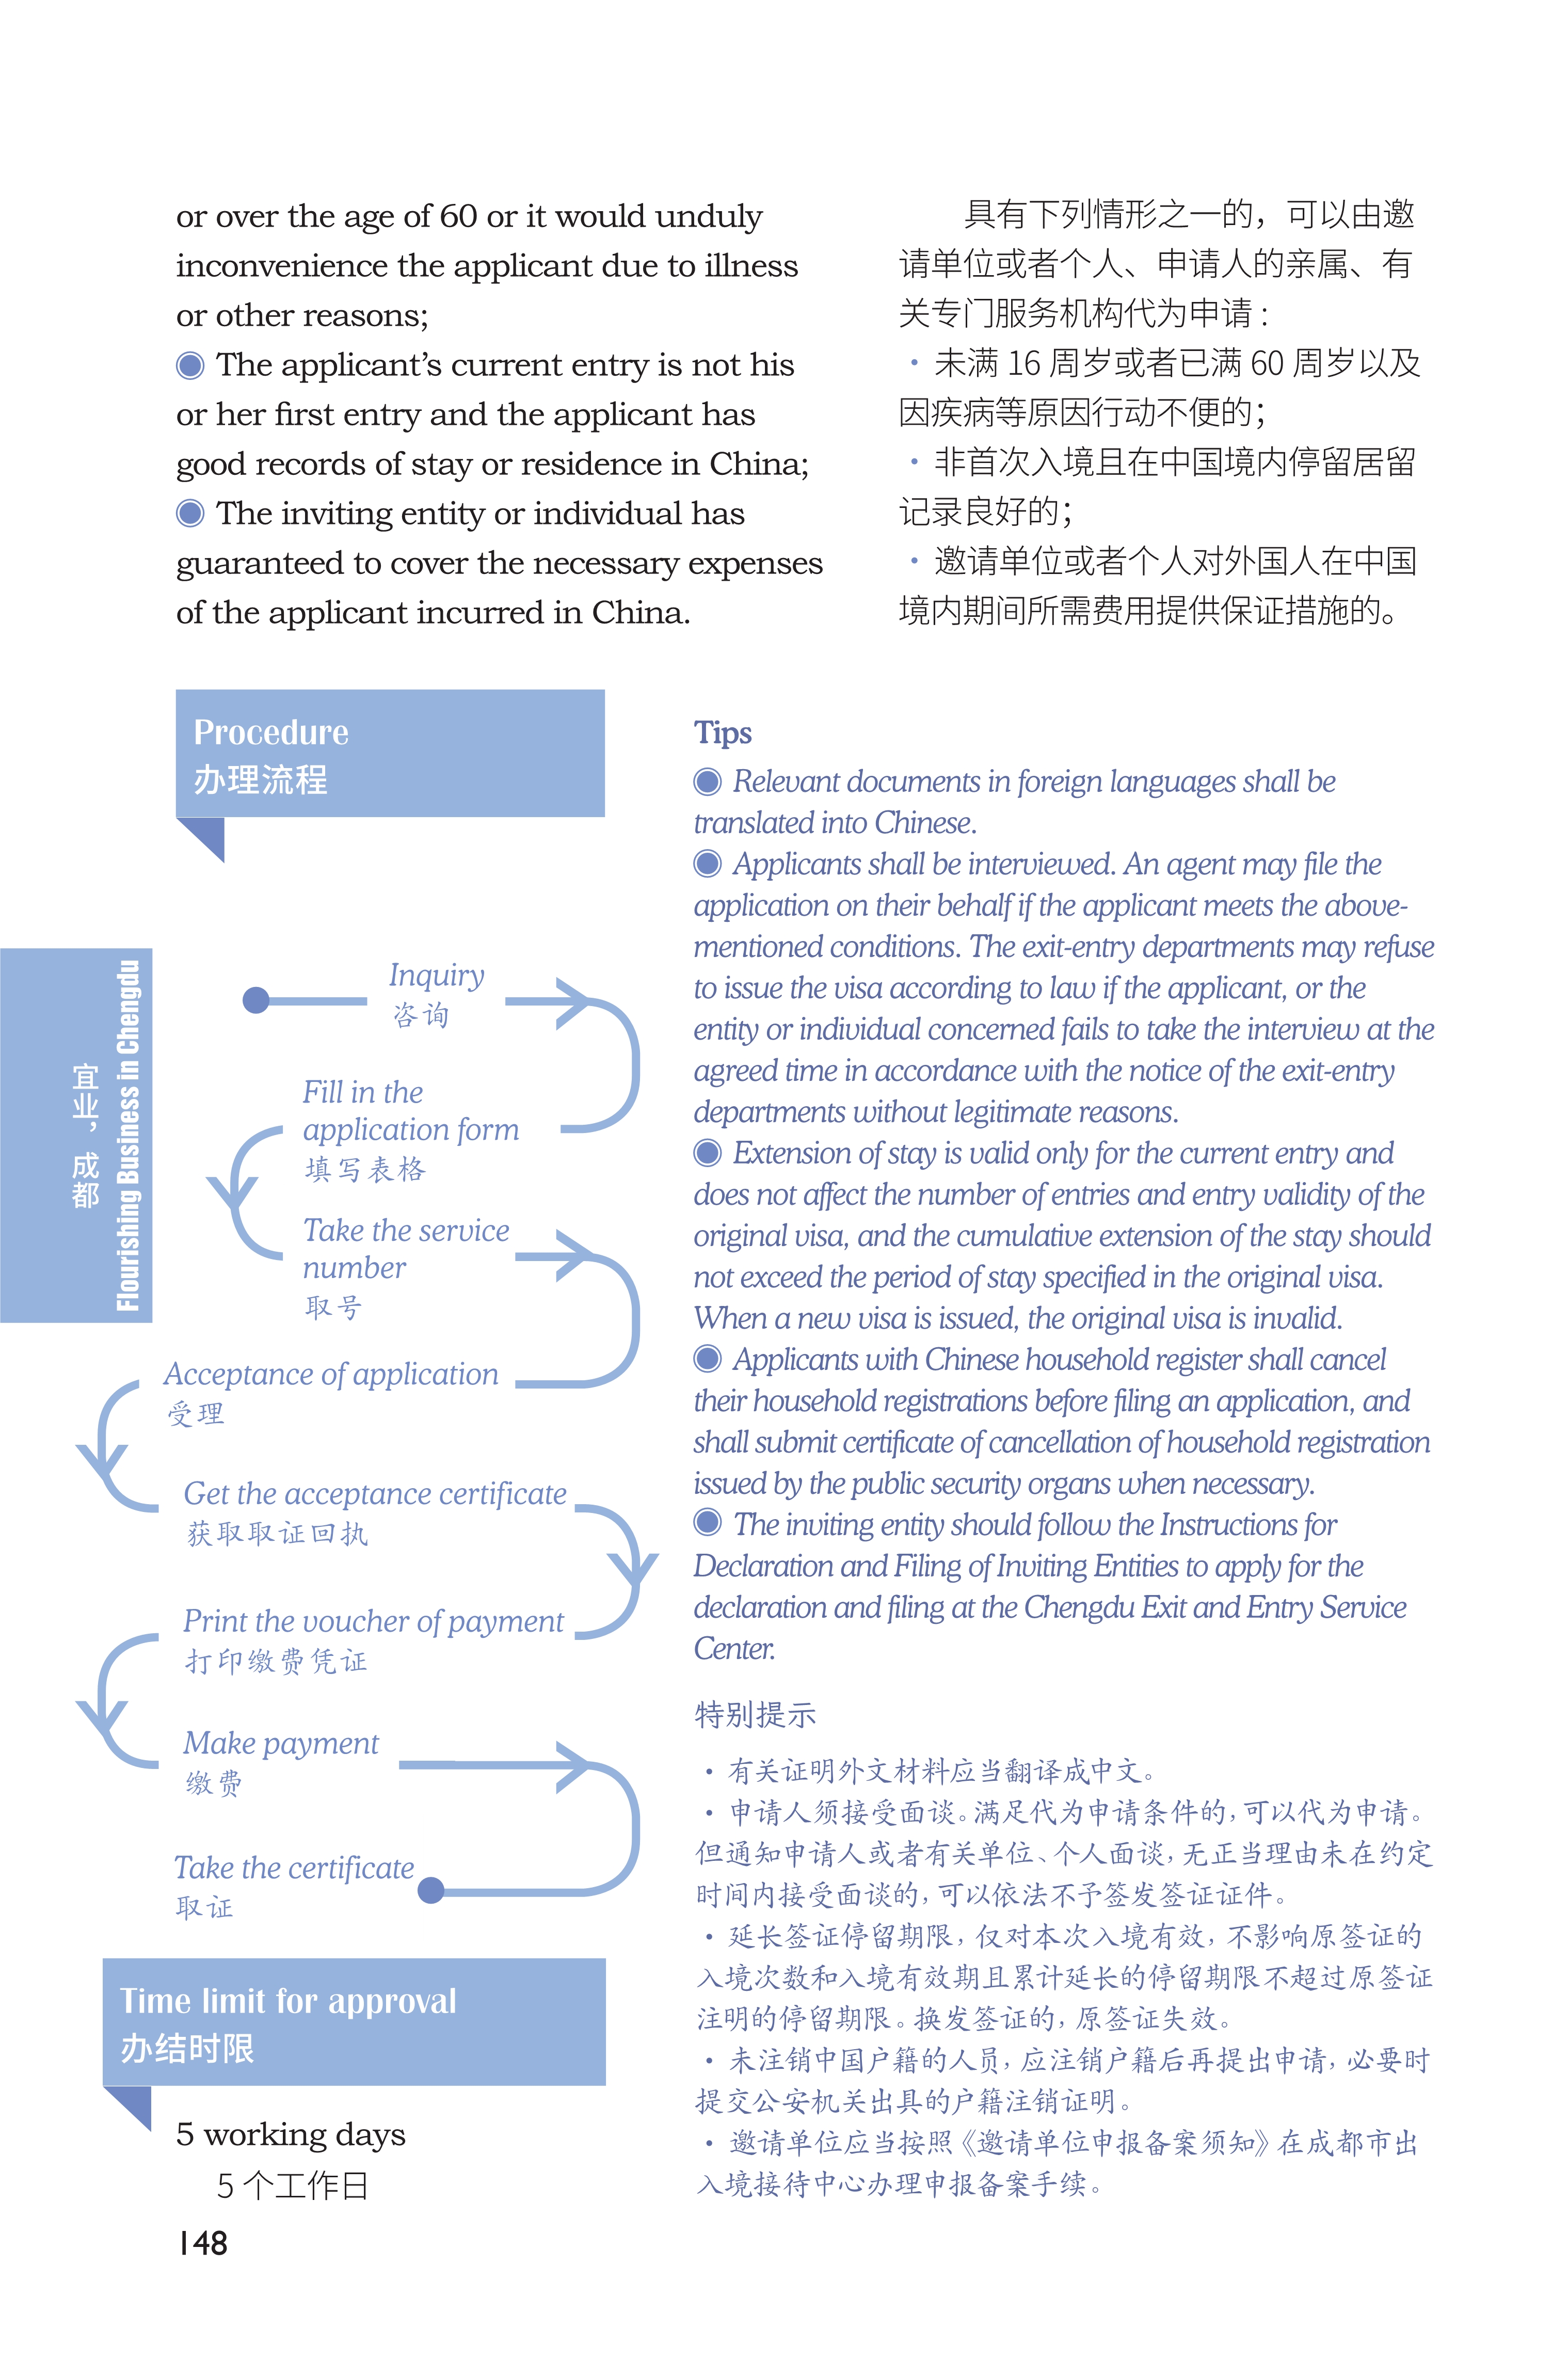 or over the age of 60 or it would unduly
inconvenience the applicant due to illness
or other reasons;
The applicant's current entry is not his
or her first entry and the applicant has
good records of stay or residence in China;
The inviting entity or individual has
guaranteed to cover the necessary expenses
of the applicant incurred in China.
具有下列情形之一的，可以由邀
请单位或者个人、申请人的亲属、有
关专门服务机构代为申请：
· 未满 16 周岁或者已满 60 周岁以及
因疾病等原因行动不便的；
· 非首次入境且在中国境内停留居留
记录良好的；
· 邀请单位或者个人对外国人在中国
境内期间所需费用提供保证措施的。
Procedure
办理流程
Inquiry
咨询
Fill in the
application form
填写表格
Take the service
number
取号
Acceptance of application
受理
Get the acceptance certificate
获取取证回执
Print the voucher of payment
打印缴费凭证
Make payment
缴费
Take the certificate
取证
Time limit for approval
办结时限
5 working days
5 个工作日
Tips
Relevant documents in foreign languages shall be
translated into Chinese.
Applicants shall be interviewed. An agent may file the
application on their behalf if the applicant meets the above-
mentioned conditions. The exit-entry departments may refuse
to issue the visa according to law if the applicant, or the
entity or individual concerned fails to take the interview at the
agreed time in accordance with the notice of the exit-entry
departments without legitimate reasons.
Extension of stay is valid only for the current entry and
does not affect the number of entries and entry validity of the
original visa, and the cumulative extension of the stay should
not exceed the period of stay specified in the original visa.
When a new visa is issued, the original visa is invalid.
Applicants with Chinese household register shall cancel
their household registrations before filing an application, and
shall submit certificate of cancellation of household registration
issued by the public security organs when necessary.
The inviting entity should follow the Instructions for
Declaration and Filing of Inviting Entities to apply for the
declaration and filing at the Chengdu Exit and Entry Service
Center.
特别提示
· 有关证明外文材料应当翻译成中文。
· 申请人须接受面谈。满足代为申请条件的，可以代为申请。
但通知申请人或者有关单位、个人面谈，无正当理由未在约定
时间内接受面谈的，可以依法不予签发签证证件。
· 延长签证停留期限，仅对本次入境有效，不影响原签证的
入境次数和入境有效期且累计延长的停留期限不超过原签证
注明的停留期限。换发签证的，原签证失效。
· 未注销中国户籍的人员，应注销户籍后再提出申请，必要时
提交公安机关出具的户籍注销证明。
· 邀请单位应当按照《邀请单位申报备案须知》在成都市出
入境接待中心办理申报备案手续。
宜业，成都
Flourishing Business in Chengdu
148